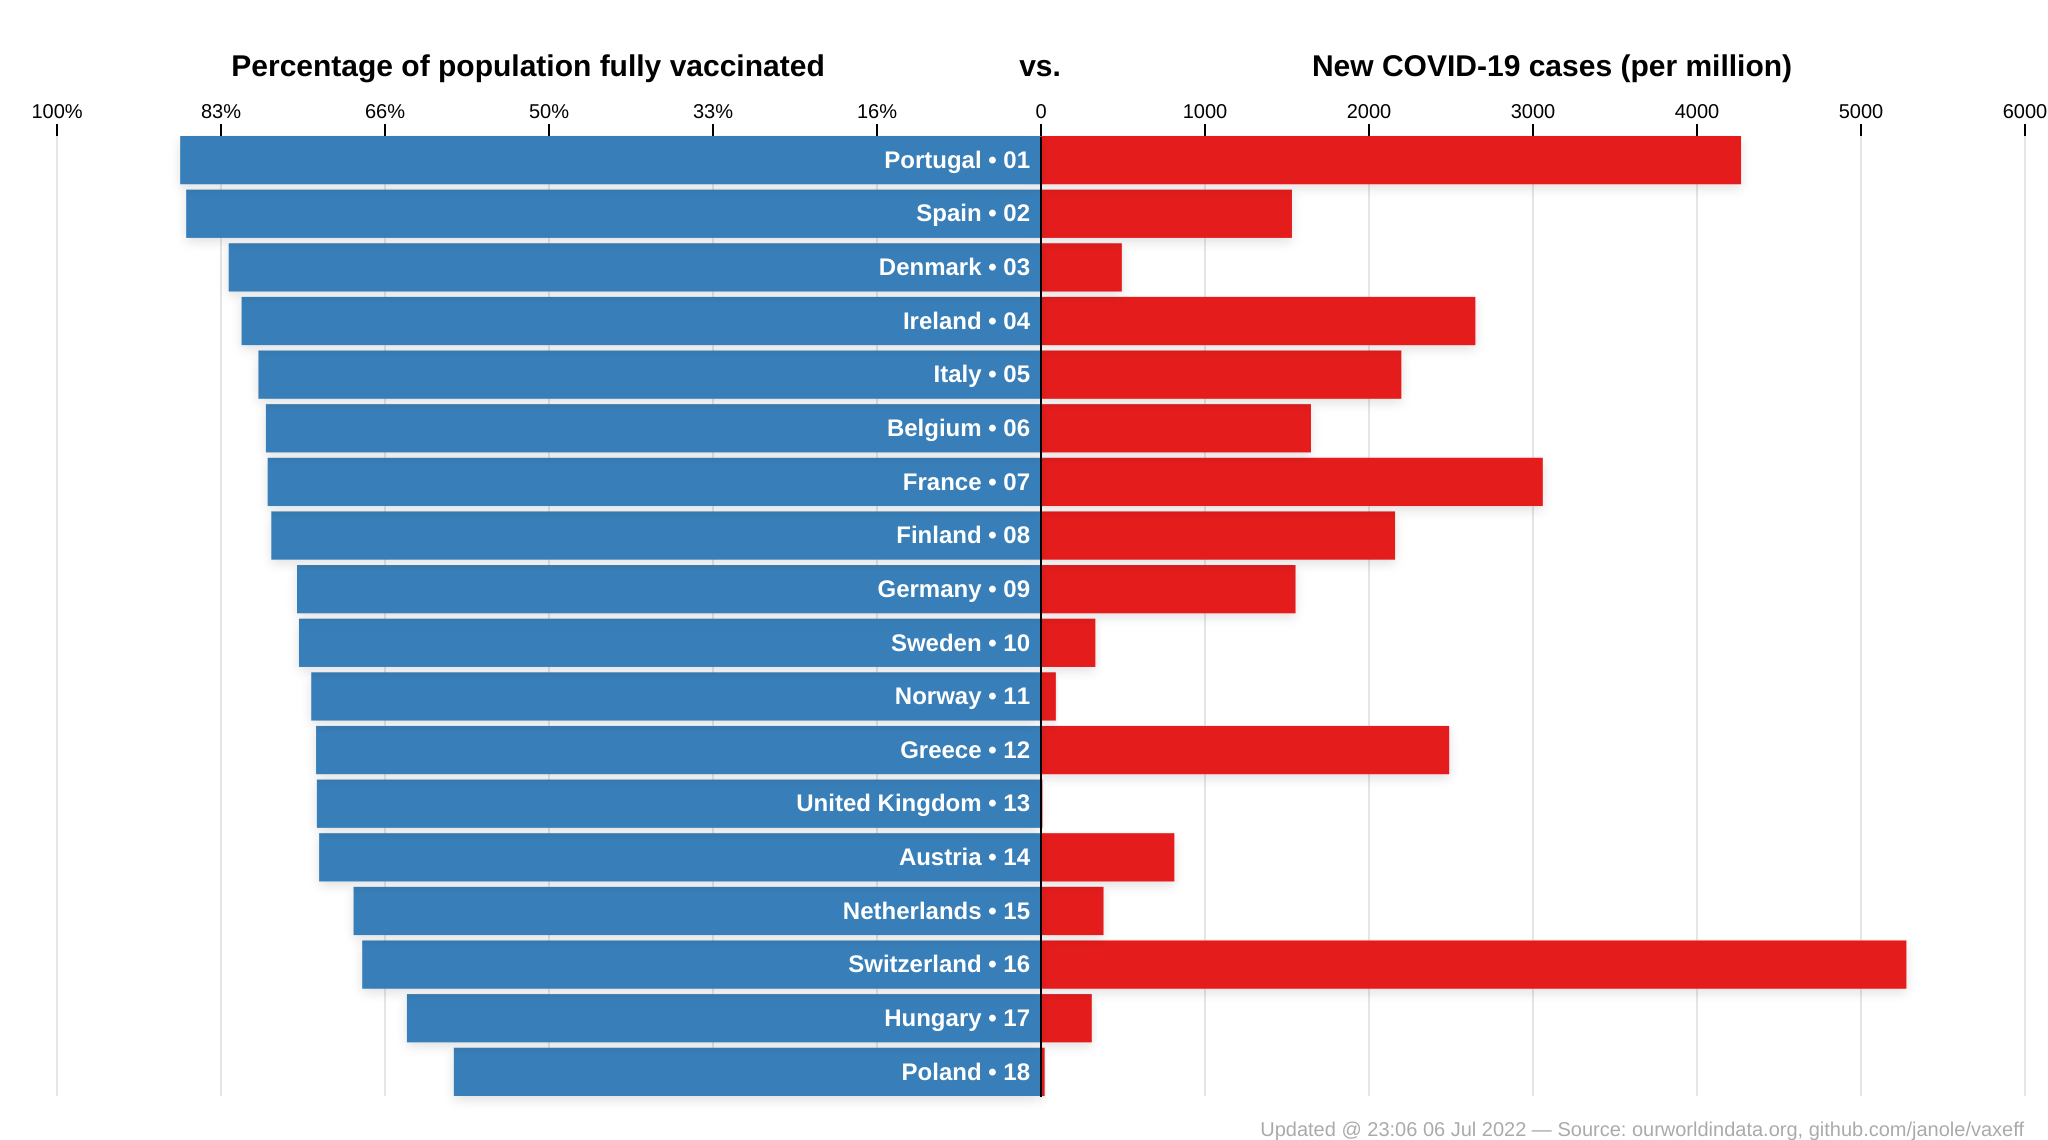 Percentage of population fully vaccinated vs. New COVID-19 cases (per million)
100% 83% 66% 50% 33% 16% 0 1000 2000 3000 4000 5000 6000
Portugal • 01
Spain • 02
Denmark • 03
Ireland • 04
Italy • 05
Belgium • 06
France • 07
Finland • 08
Germany • 09
Sweden • 10
Norway • 11
Greece • 12
United Kingdom • 13
Austria • 14
Netherlands • 15
Switzerland • 16
Hungary • 17
Poland • 18
Updated @ 23:06 06 Jul 2022 — Source: ourworldindata.org, github.com/janole/vaxeff